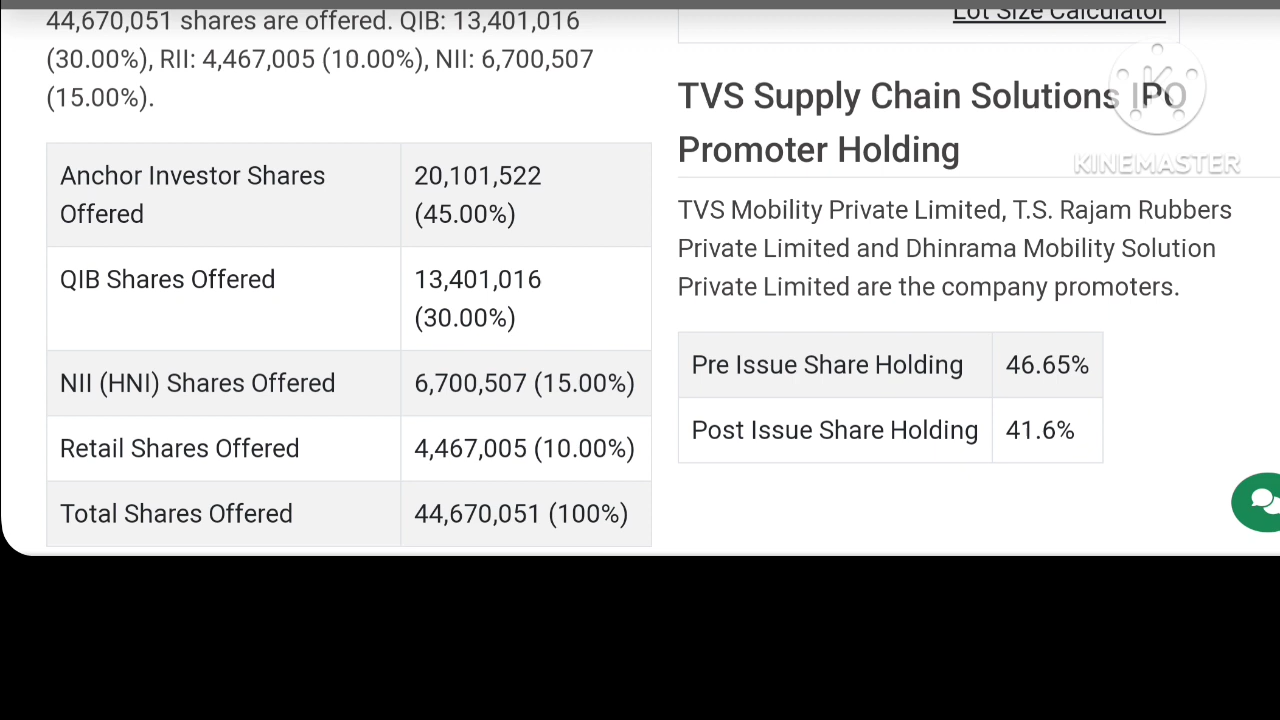 44,670,051 shares are offered. QIB: 13,401,016
(30.00%), RII: 4,467,005 (10.00%), NII: 6,700,507
(15.00%).
Anchor Investor Shares
Offered
20,101,522
(45.00%)
QIB Shares Offered
13,401,016
(30.00%)
NII (HNI) Shares Offered
6,700,507 (15.00%)
Retail Shares Offered
4,467,005 (10.00%)
Total Shares Offered
44,670,051 (100%)
Lot Size Calculator
TVS Supply Chain Solutions IPO
Promoter Holding
KINEMASTER
TVS Mobility Private Limited, T.S. Rajam Rubbers
Private Limited and Dhinrama Mobility Solution
Private Limited are the company promoters.
Pre Issue Share Holding
46.65%
Post Issue Share Holding
41.6%